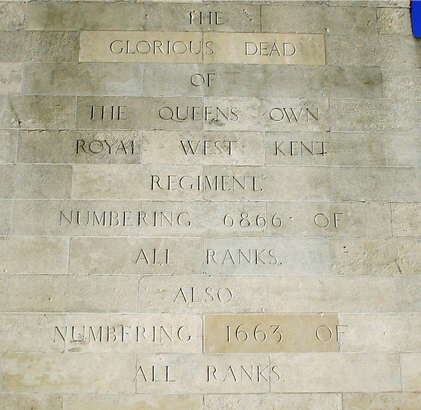 THE
GLORIOUS DEAD
OF
THE QUEENS OWN
ROYAL WEST KENT
REGIMENT.
NUMBERING 6866 OF
ALL RANKS.
ALSO
NUMBERING 1663 OF
ALL RANKS.